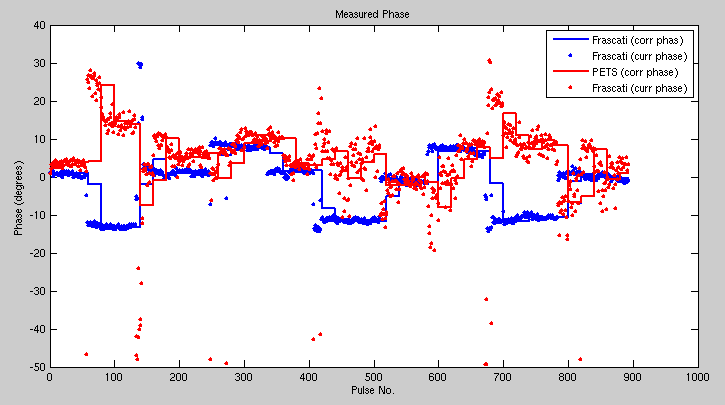 Measured Phase
Frascati (corr phas)
Frascati (curr phase)
PETS (corr phase)
Frascati (curr phase)
Phase (degrees)
40
30
20
10
0
-10
-20
-30
-40
-50
0 100 200 300 400 500 600 700 800 900 1000
Pulse No.